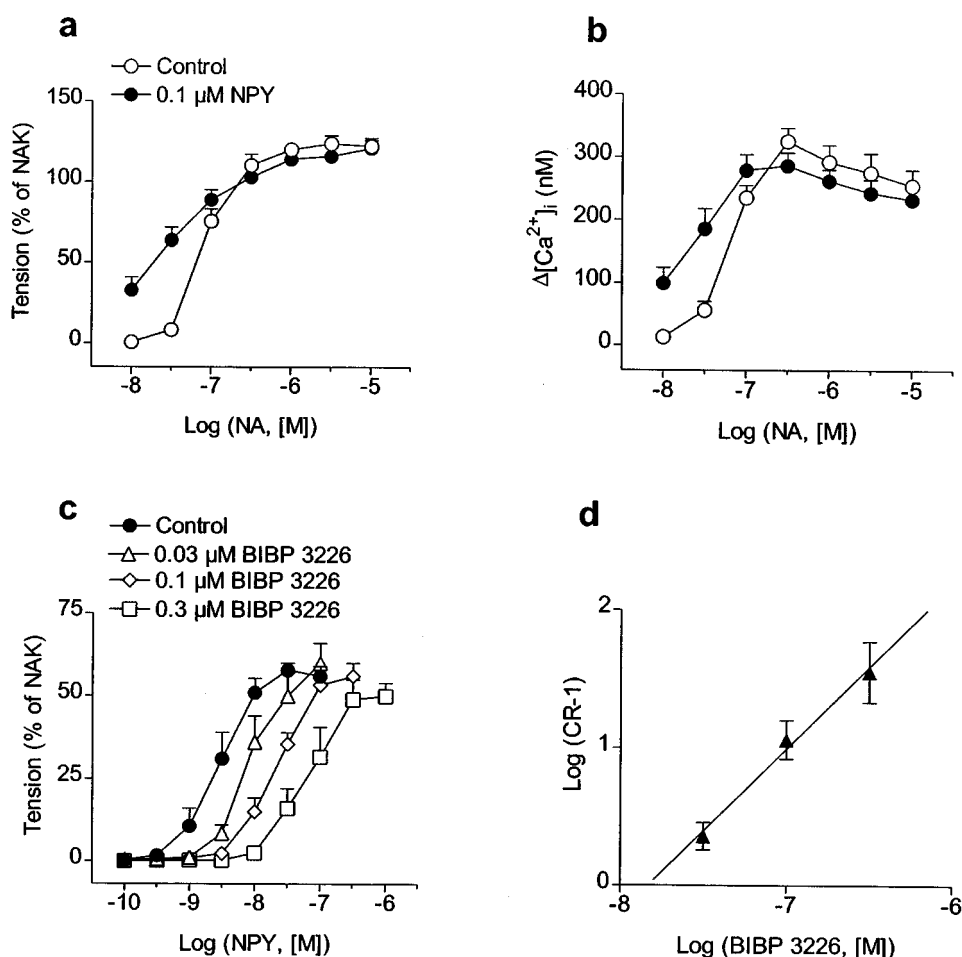 a
Control
0.1 µM NPY
150
100
50
0
Tension (% of NAK)
-8 -7 -6 -5
Log (NA, [M])
b
400
300
200
100
0
Δ[Ca²⁺]i (nM)
-8 -7 -6 -5
Log (NA, [M])
c
Control
0.03 µM BIBP 3226
0.1 µM BIBP 3226
0.3 µM BIBP 3226
75
50
25
0
Tension (% of NAK)
-10 -9 -8 -7 -6
Log (NPY, [M])
d
2
1
0
Log (CR-1)
-8 -7 -6
Log (BIBP 3226, [M])